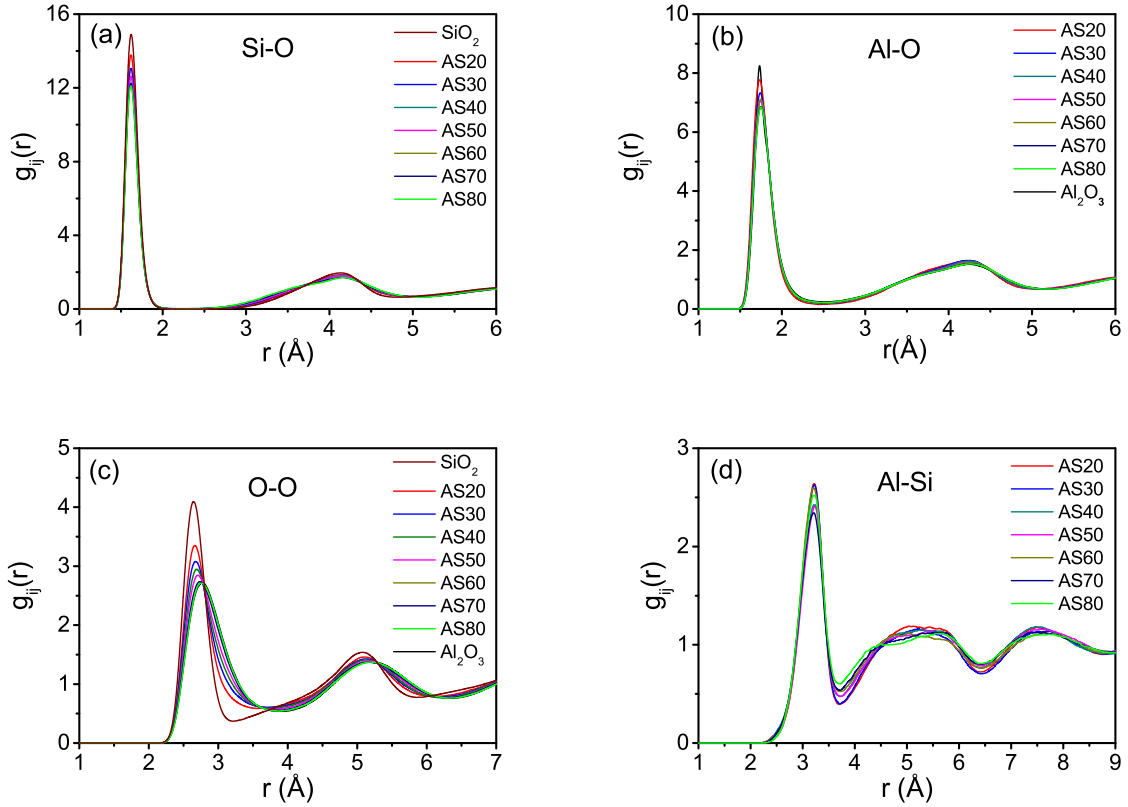 (a)
Si-O
SiO2
AS20
AS30
AS40
AS50
AS60
AS70
AS80
gij(r)
16
12
8
4
0
1 2 3 4 5 6
r (Å)
(b)
Al-O
AS20
AS30
AS40
AS50
AS60
AS70
AS80
Al2O3
gij(r)
10
8
6
4
2
0
1 2 3 4 5 6
r(Å)
(c)
O-O
SiO2
AS20
AS30
AS40
AS50
AS60
AS70
AS80
Al2O3
gij(r)
5
4
3
2
1
0
1 2 3 4 5 6 7
r (Å)
(d)
Al-Si
AS20
AS30
AS40
AS50
AS60
AS70
AS80
gij(r)
3
2
1
0
1 2 3 4 5 6 7 8 9
r (Å)